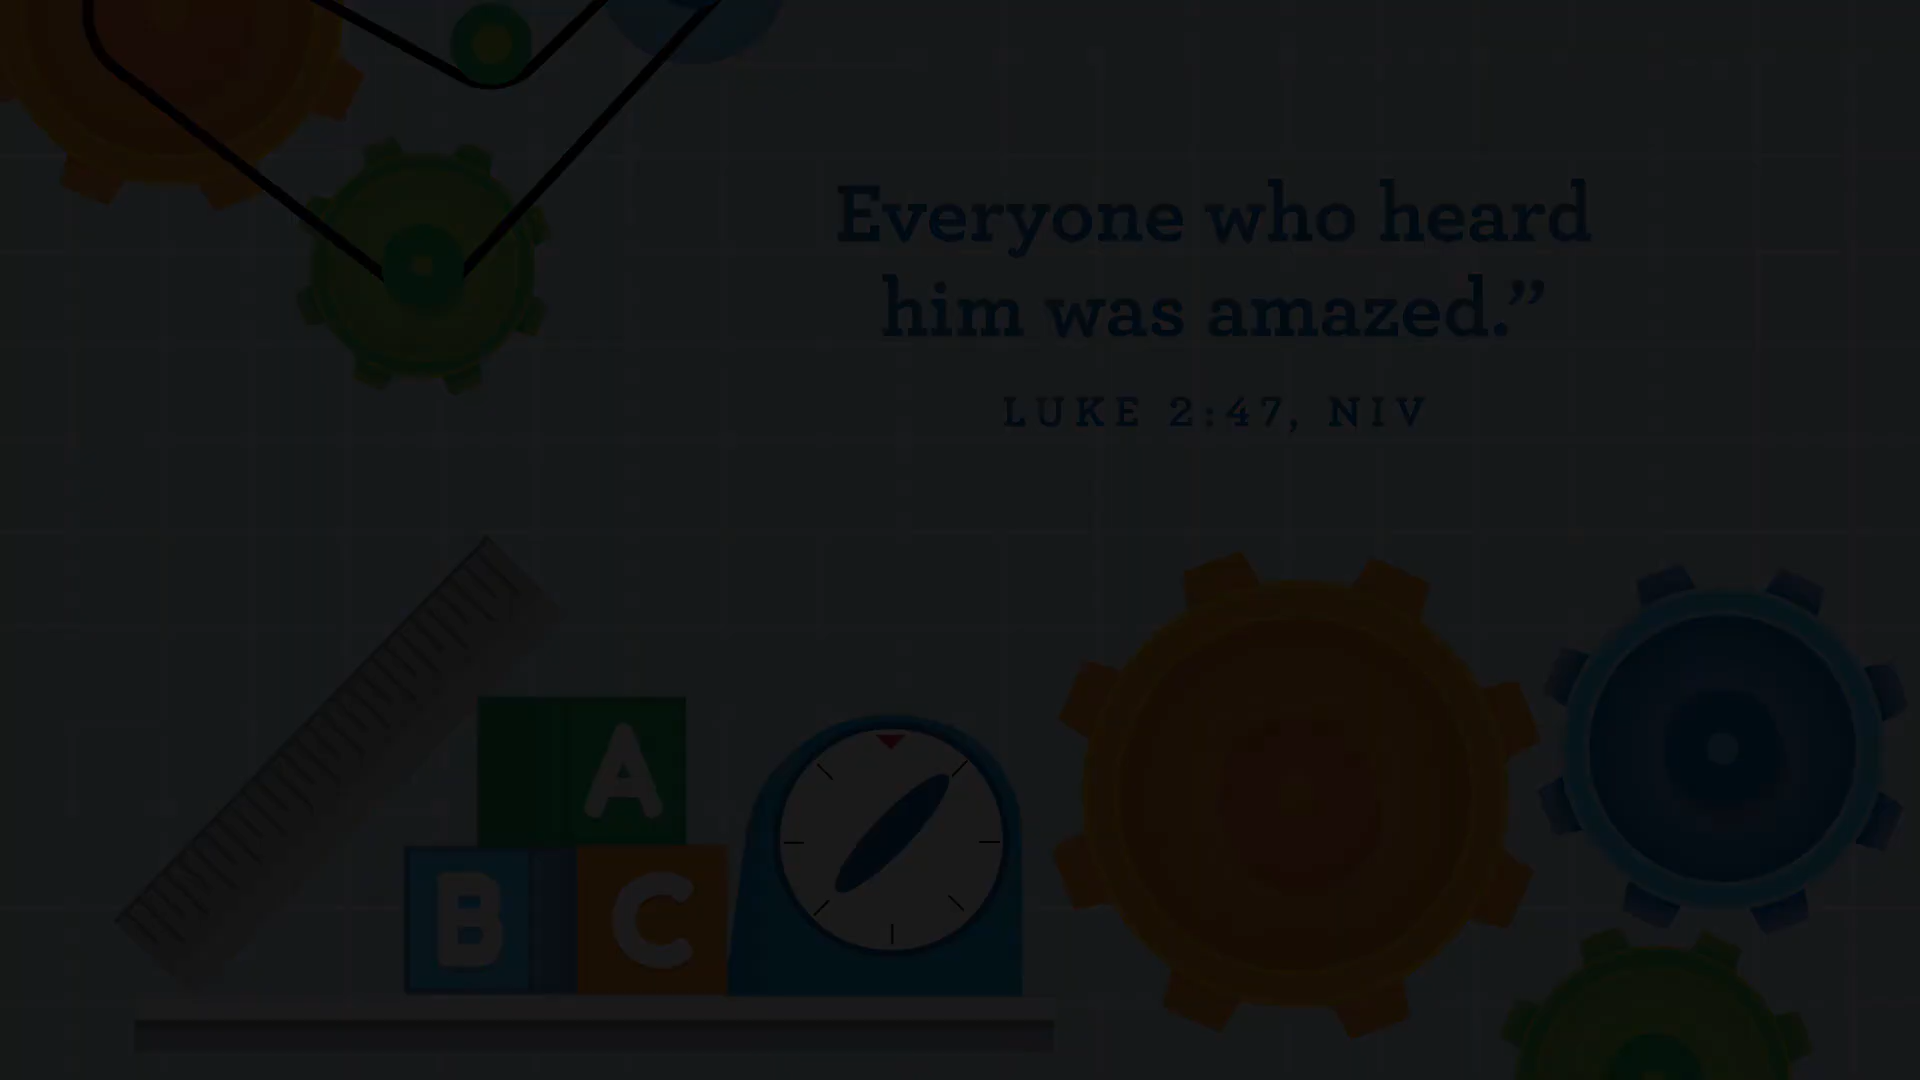 Everyone who heard
him was amazed.”
LUKE 2:47, NIV
A
B C